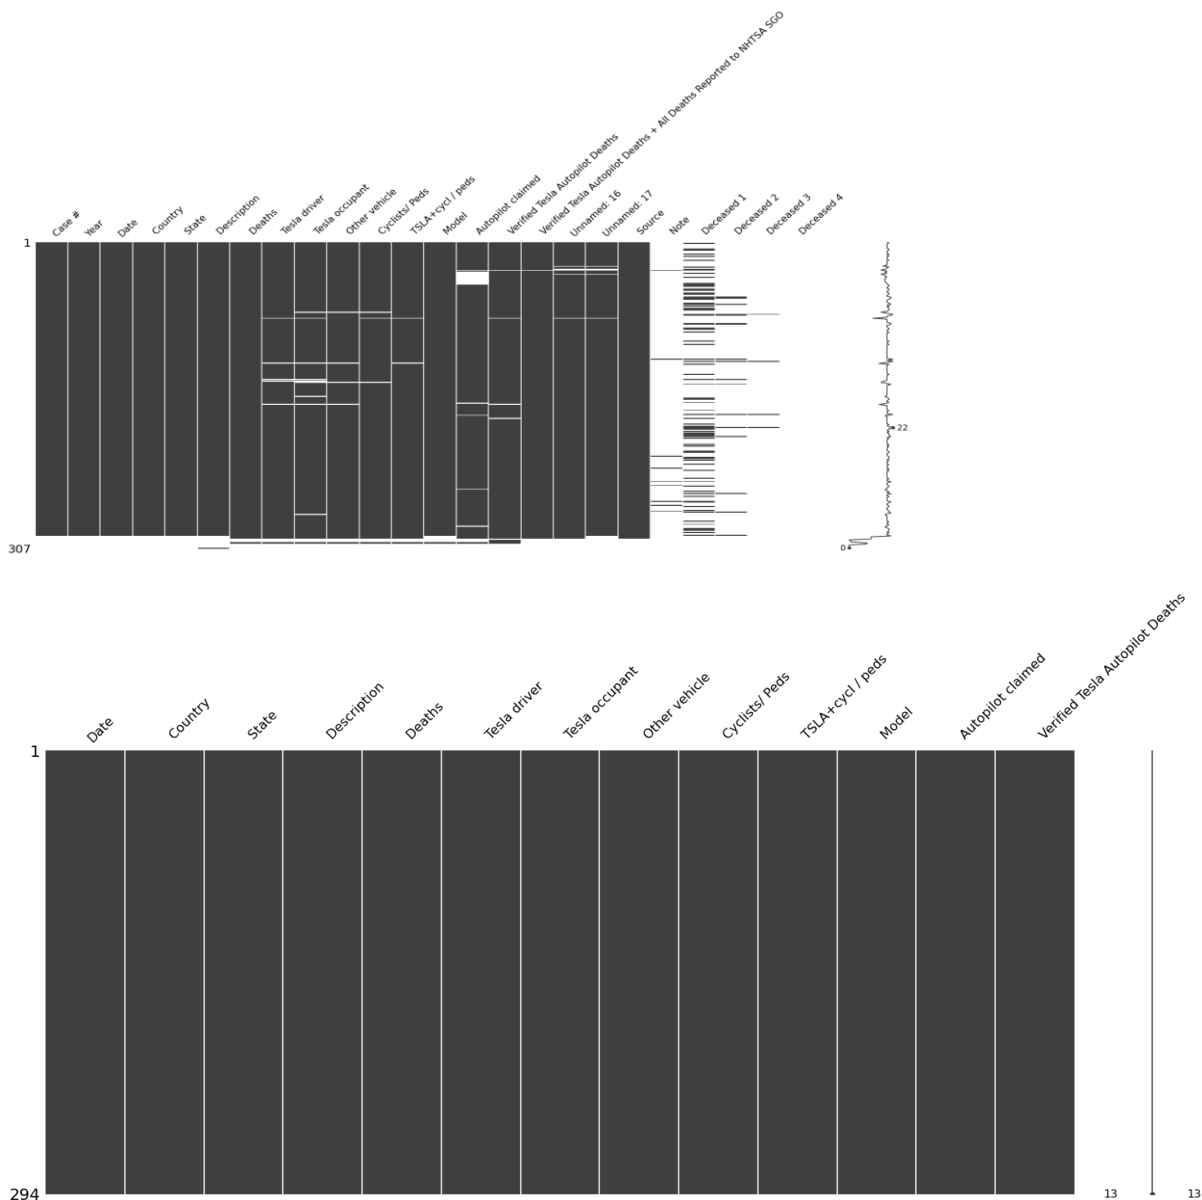 Case #
Year
Date
Country
State
Description
Deaths
Tesla driver
Tesla occupant
Other vehicle
Cyclists/ Peds
TSLA+cycl / peds
Model
Autopilot claimed
Verified Tesla Autopilot Deaths
Verified Tesla Autopilot Deaths + All Deaths Reported to NHTSA SGO
Unnamed: 16
Unnamed: 17
Source
Note
Deceased 1
Deceased 2
Deceased 3
Deceased 4
1
22
307
0
Date
Country
State
Description
Deaths
Tesla driver
Tesla occupant
Other vehicle
Cyclists/ Peds
TSLA+cycl / peds
Model
Autopilot claimed
Verified Tesla Autopilot Deaths
1
294
13
13